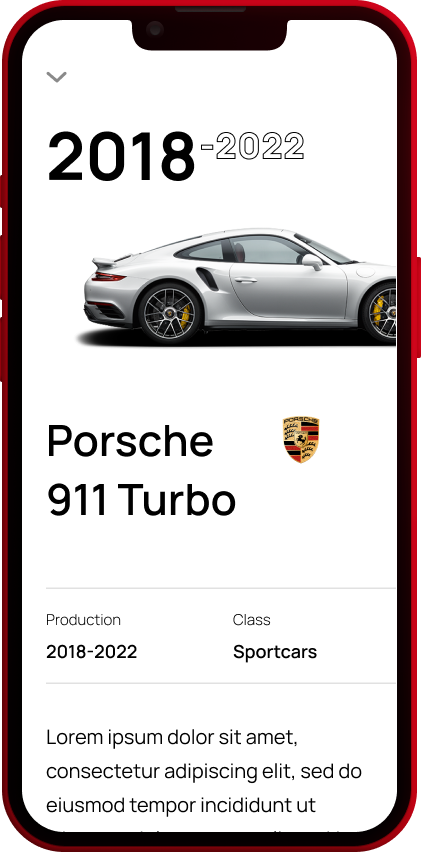 2018-2022
PORSCHE
Porsche
911 Turbo
Production
Class
2018-2022
Sportcars
Lorem ipsum dolor sit amet,
consectetur adipiscing elit, sed do
eiusmod tempor incididunt ut